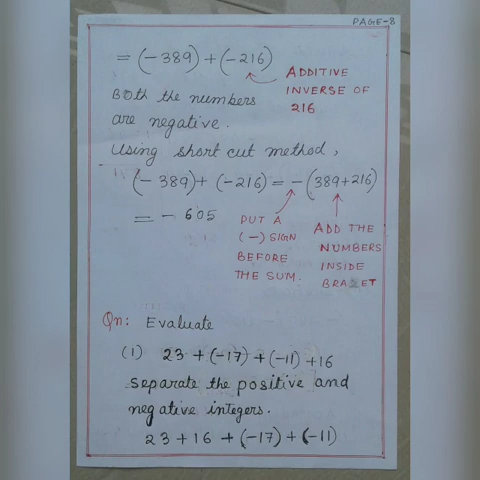 PAGE-8
= (-389) + (-216)
ADDITIVE
INVERSE OF
216
Both the numbers
are negative.
Using short cut method,
(-389) + (-216) = -(389+216)
= - 605
PUT A
(-) SIGN
BEFORE
THE SUM.
ADD THE
NUMBERS
INSIDE
BRACET
Qn: Evaluate
(1) 23 + (-17) + (-11) + 16
separate the positive and
negative integers.
23 + 16 + (-17) + (-11)